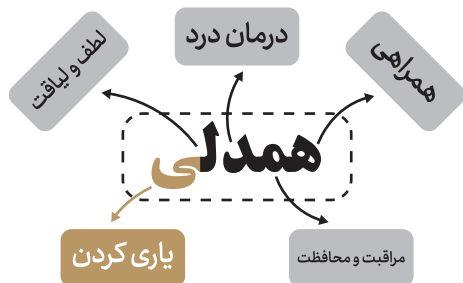 همراهی
درمان درد
لطف و لیاقت
همدلی
مراقبت و محافظت
یاری کردن